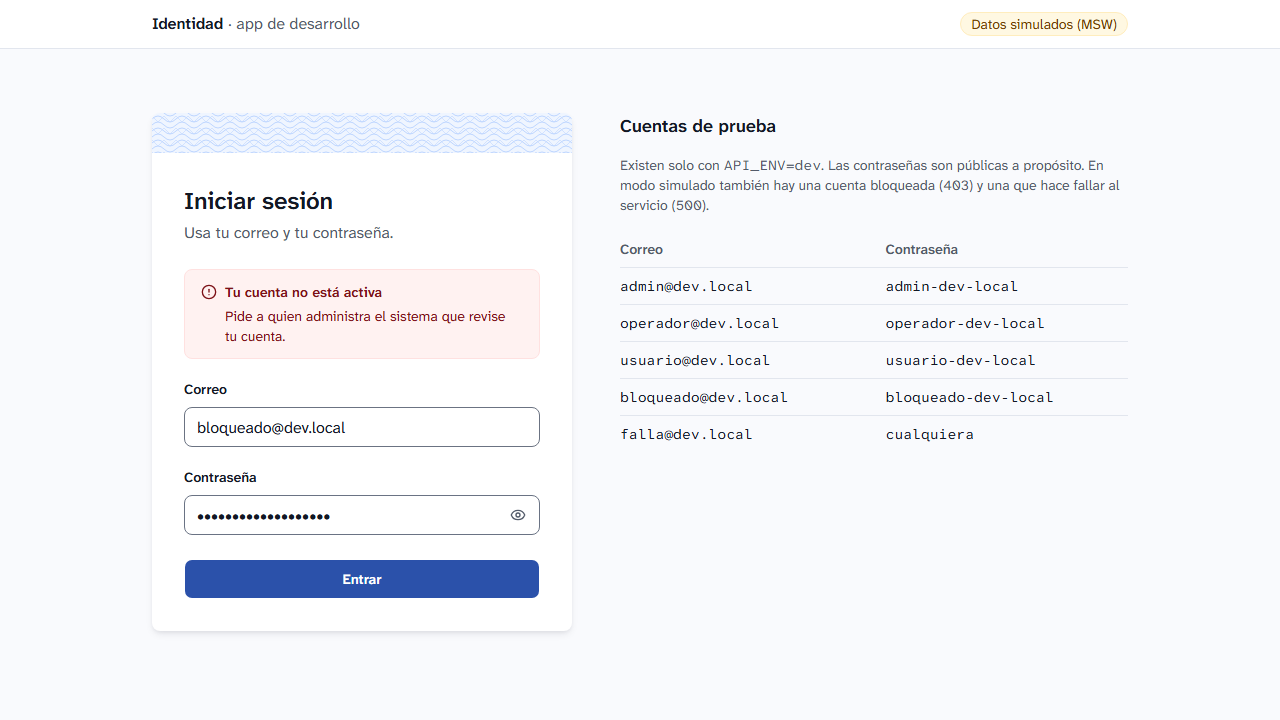 Identidad · app de desarrollo
Datos simulados (MSW)
Iniciar sesión
Usa tu correo y tu contraseña.
Tu cuenta no está activa
Pide a quien administra el sistema que revise
tu cuenta.
Correo
bloqueado@dev.local
Contraseña
•••••••••••••••••••
Entrar
Cuentas de prueba
Existen solo con API_ENV=dev. Las contraseñas son públicas a propósito. En
modo simulado también hay una cuenta bloqueada (403) y una que hace fallar al
servicio (500).
Correo Contraseña
admin@dev.local admin-dev-local
operador@dev.local operador-dev-local
usuario@dev.local usuario-dev-local
bloqueado@dev.local bloqueado-dev-local
falla@dev.local cualquiera